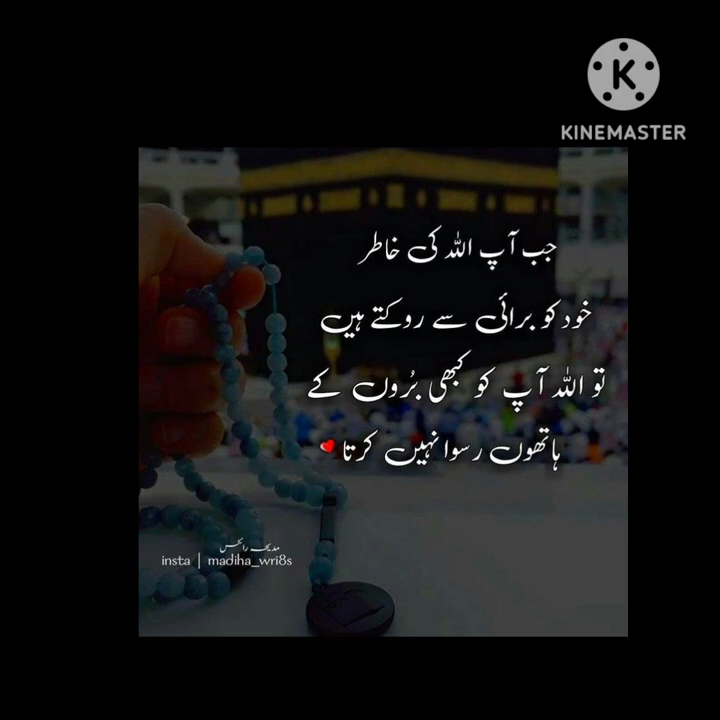 KINEMASTER
جب آپ اللہ کی خاطر
خود کو برائی سے روکتے ہیں
تو اللہ آپ کو کبھی بُروں کے
ہاتھوں رسوا نہیں کرتا
مدیحہ رائٹس
insta | madiha_wri8s